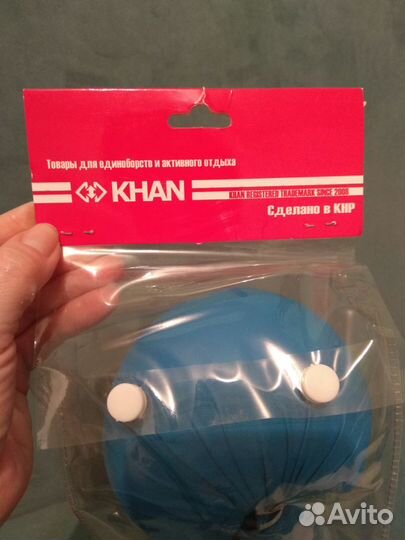 Товары для единоборств и активного отдыха
KHAN
KHAN REGISTERED TRADEMARK SINCE 2008
Сделано в КНР
Avito